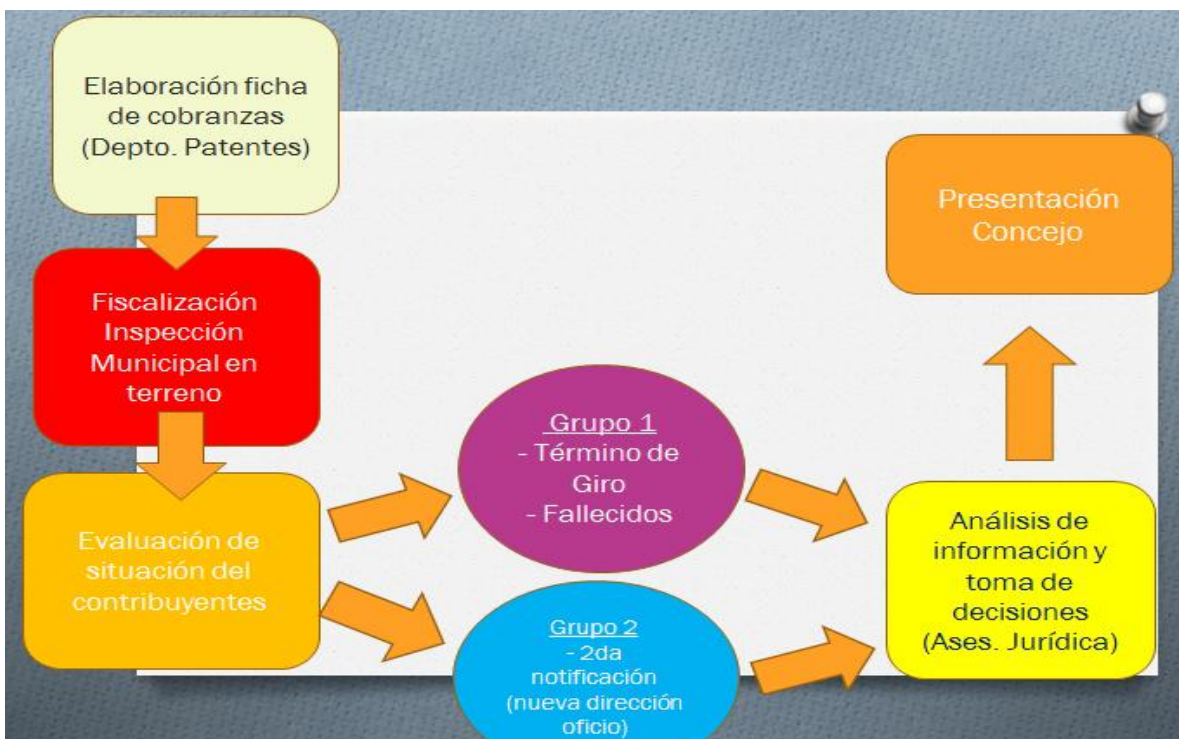 Elaboración ficha
de cobranzas
(Depto. Patentes)
Fiscalización
Inspección
Municipal en
terreno
Evaluación de
situación del
contribuyentes
Grupo 1
- Término de
Giro
- Fallecidos
Grupo 2
- 2da
notificación
(nueva dirección
oficio)
Análisis de
información y
toma de
decisiones
(Ases. Jurídica)
Presentación
Concejo